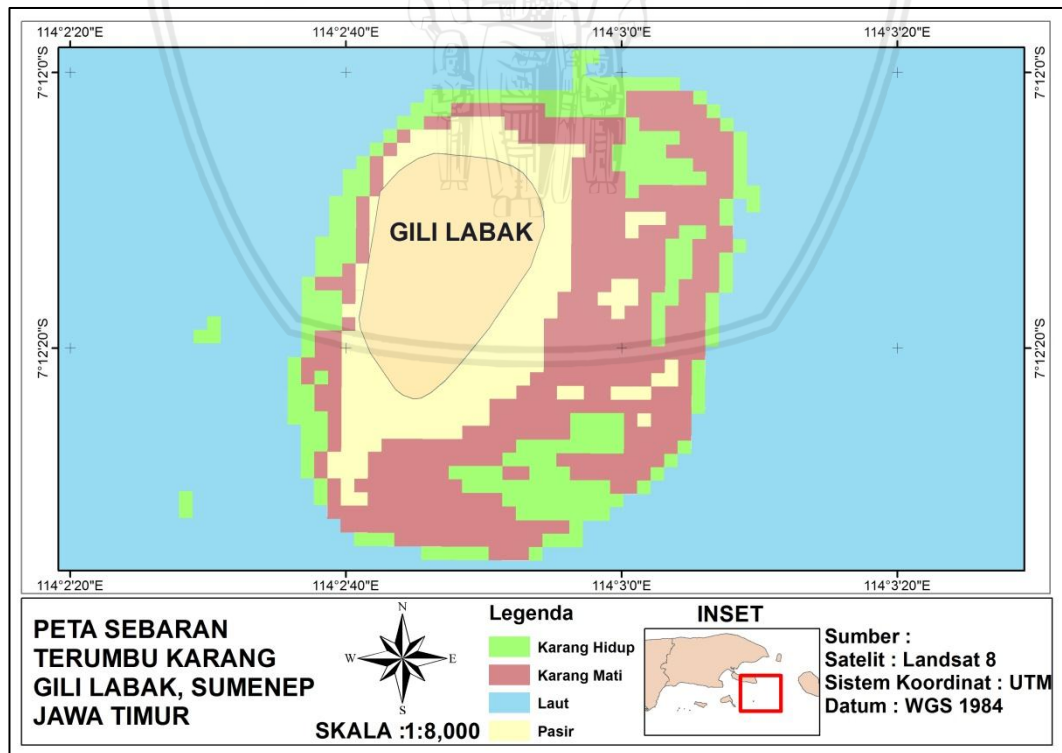 114°2'20"E 114°2'40"E 114°3'0"E 114°3'20"E
7°12'0"S 7°12'0"S
GILI LABAK
7°12'20"S 7°12'20"S
114°2'20"E 114°2'40"E 114°3'0"E 114°3'20"E
PETA SEBARAN
TERUMBU KARANG
GILI LABAK, SUMENEP
JAWA TIMUR
N
W E
S
SKALA :1:8,000
Legenda
Karang Hidup
Karang Mati
Laut
Pasir
INSET
Sumber :
Satelit : Landsat 8
Sistem Koordinat : UTM
Datum : WGS 1984